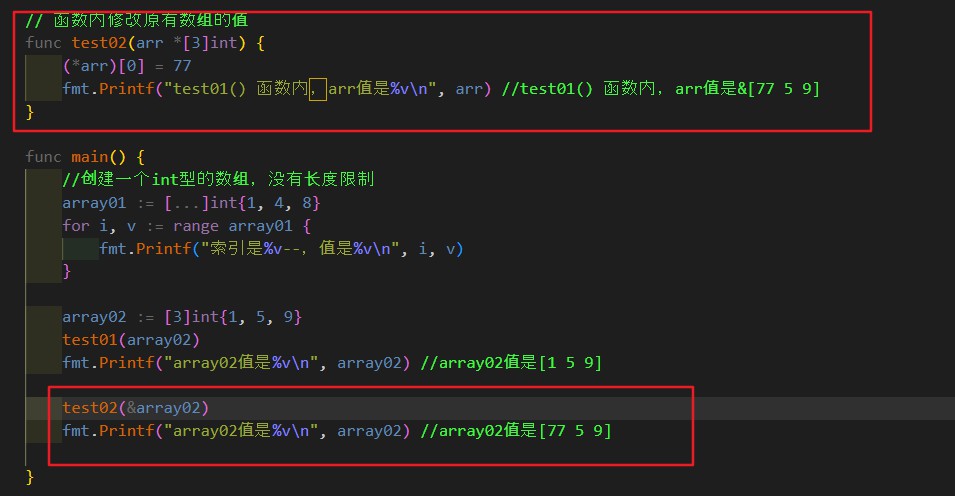 // 函数内修改原有数组的值
func test02(arr *[3]int) {
    (*arr)[0] = 77
    fmt.Printf("test01() 函数内，arr值是%v\n", arr) //test01() 函数内，arr值是&[77 5 9]
}
func main() {
    //创建一个int型的数组，没有长度限制
    array01 := [...]int{1, 4, 8}
    for i, v := range array01 {
        fmt.Printf("索引是%v--，值是%v\n", i, v)
    }
    array02 := [3]int{1, 5, 9}
    test01(array02)
    fmt.Printf("array02值是%v\n", array02) //array02值是[1 5 9]
    test02(&array02)
    fmt.Printf("array02值是%v\n", array02) //array02值是[77 5 9]
}